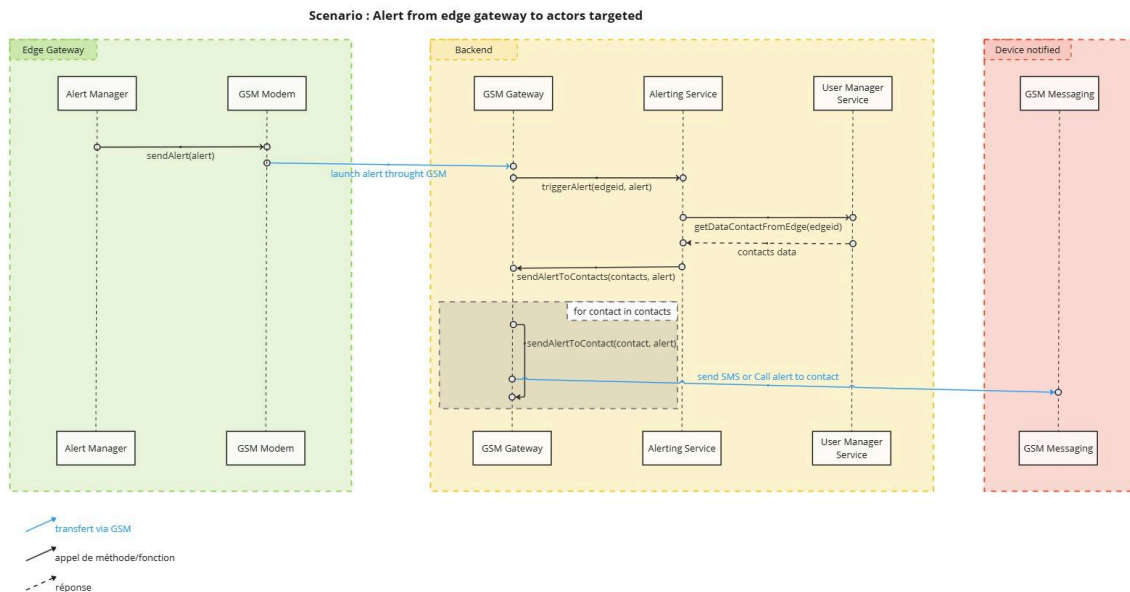 Scenario : Alert from edge gateway to actors targeted
Edge Gateway
Backend
Device notified
Alert Manager
GSM Modem
GSM Gateway
Alerting Service
User Manager
Service
GSM Messaging
sendAlert(alert)
launch alert throught GSM
triggerAlert(edgeid, alert)
getDataContactFromEdge(edgeid)
contacts data
sendAlertToContacts(contacts, alert)
for contact in contacts
sendAlertToContact(contact, alert)
send SMS or Call alert to contact
Alert Manager
GSM Modem
GSM Gateway
Alerting Service
User Manager
Service
GSM Messaging
transfert via GSM
appel de méthode/fonction
réponse